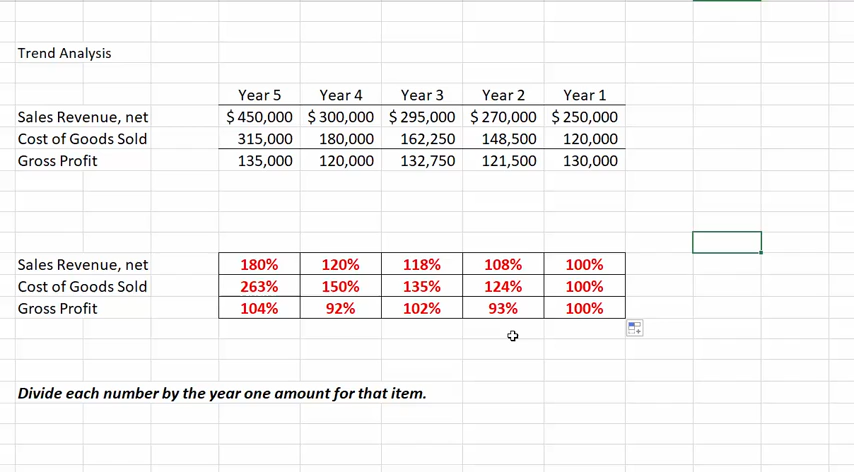 Trend Analysis
Year 5 Year 4 Year 3 Year 2 Year 1
Sales Revenue, net $ 450,000 $ 300,000 $ 295,000 $ 270,000 $ 250,000
Cost of Goods Sold 315,000 180,000 162,250 148,500 120,000
Gross Profit 135,000 120,000 132,750 121,500 130,000
Sales Revenue, net 180% 120% 118% 108% 100%
Cost of Goods Sold 263% 150% 135% 124% 100%
Gross Profit 104% 92% 102% 93% 100%
Divide each number by the year one amount for that item.